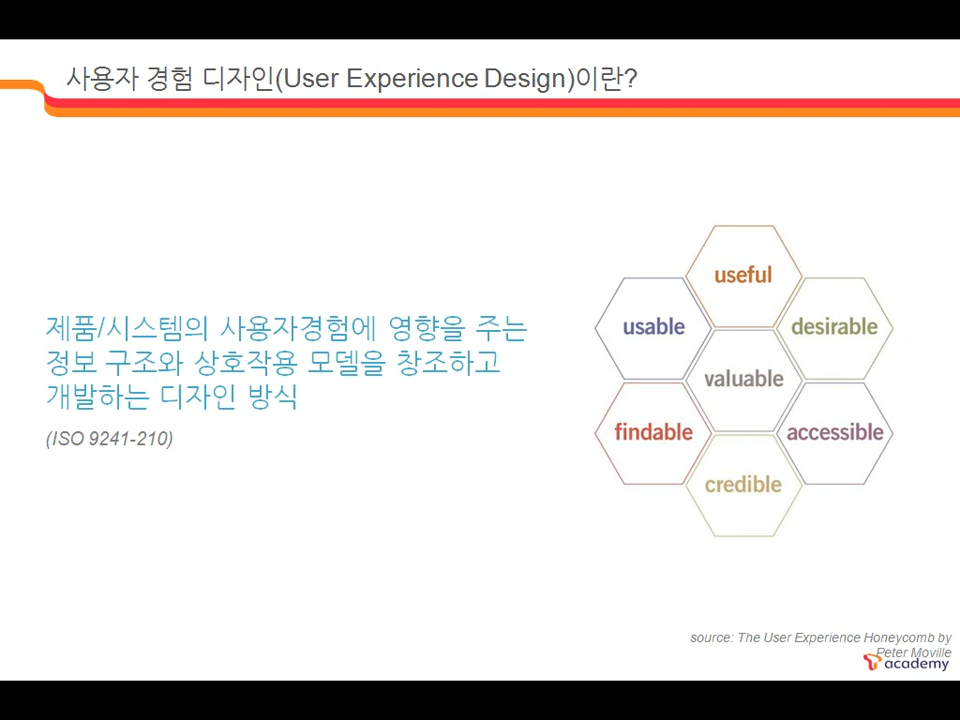 사용자 경험 디자인(User Experience Design)이란?
제품/시스템의 사용자경험에 영향을 주는
정보 구조와 상호작용 모델을 창조하고
개발하는 디자인 방식
(ISO 9241-210)
useful
usable
desirable
valuable
findable
accessible
credible
source: The User Experience Honeycomb by
Peter Moville
T academy